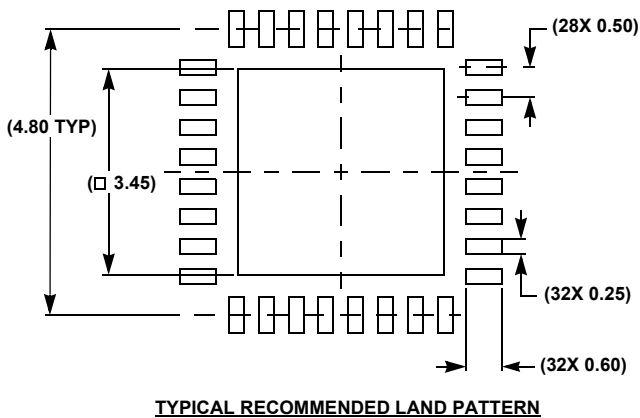 (28X 0.50)
(4.80 TYP)
(□ 3.45)
(32X 0.25)
(32X 0.60)
TYPICAL RECOMMENDED LAND PATTERN